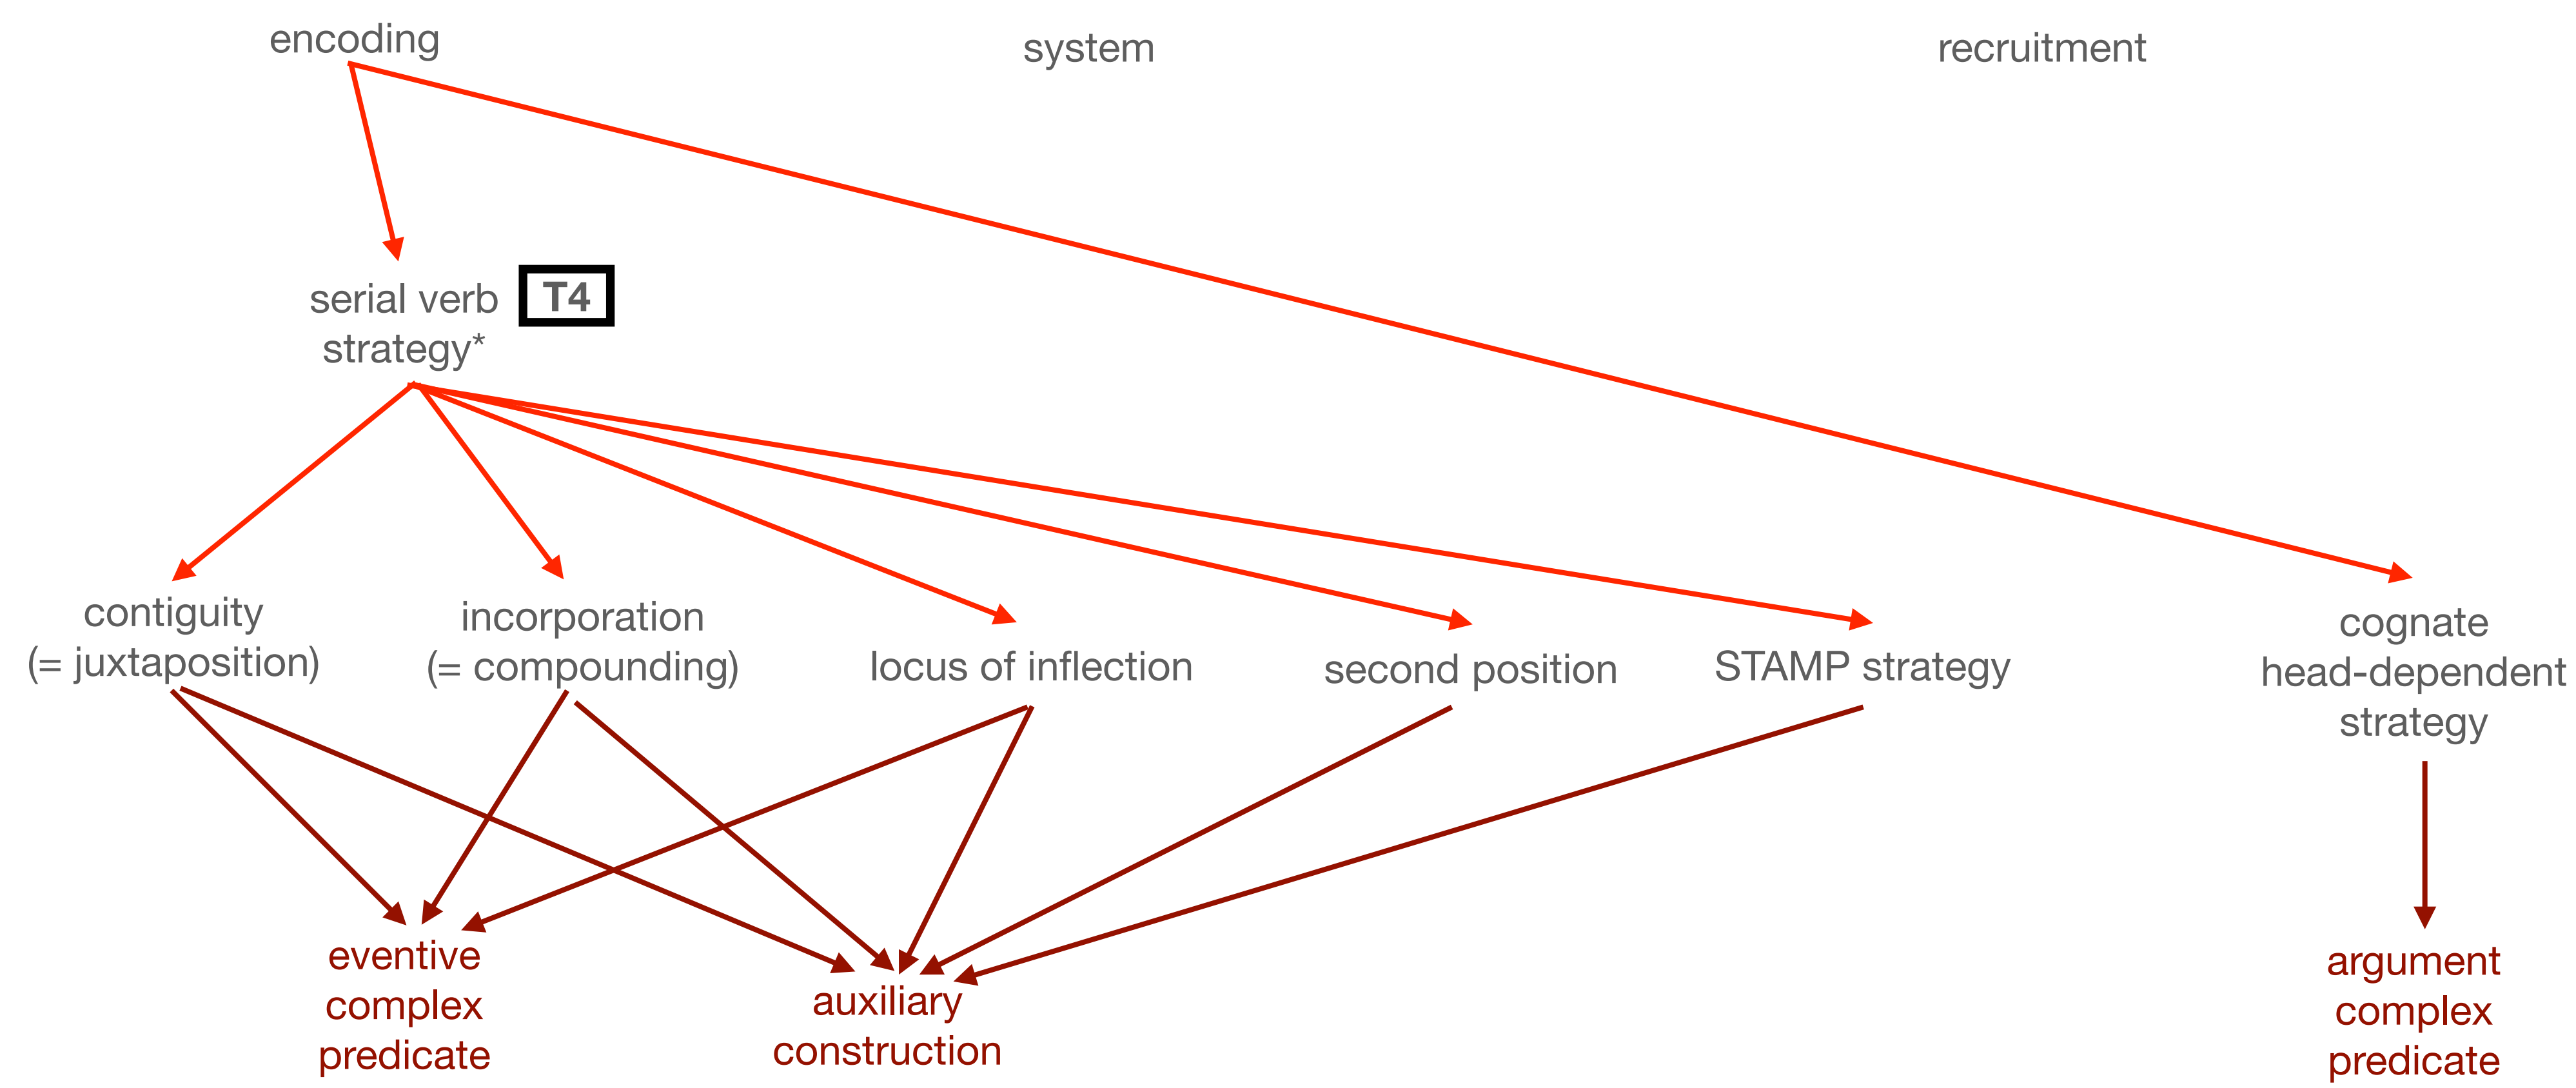 encoding
system
recruitment
serial verb
strategy*
T4
contiguity
(= juxtaposition)
incorporation
(= compounding)
locus of inflection
second position
STAMP strategy
cognate
head-dependent
strategy
eventive
complex
predicate
auxiliary
construction
argument
complex
predicate